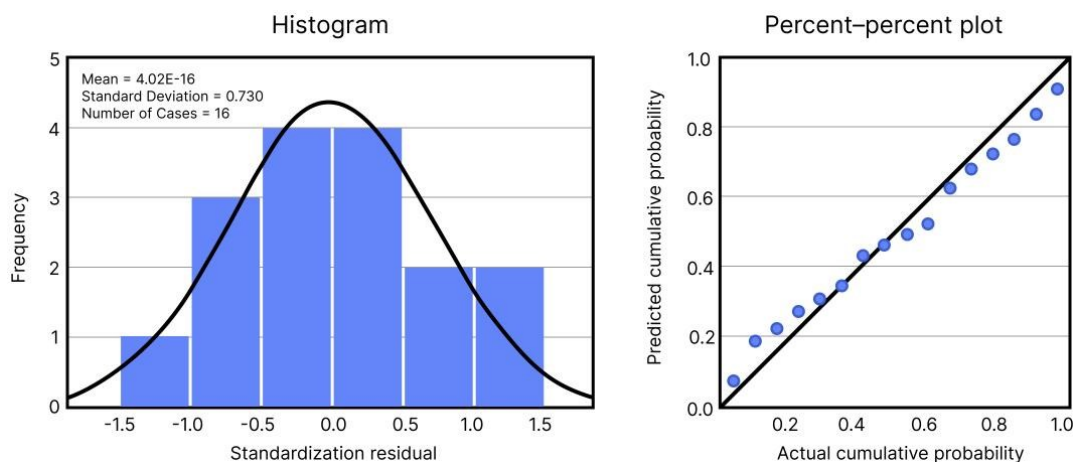 Histogram
Mean = 4.02E-16
Standard Deviation = 0.730
Number of Cases = 16
Frequency
5
4
3
2
1
0
-1.5 -1.0 -0.5 0.0 0.5 1.0 1.5
Standardization residual
Percent–percent plot
Predicted cumulative probability
1.0
0.8
0.6
0.4
0.2
0.0
0.2 0.4 0.6 0.8 1.0
Actual cumulative probability